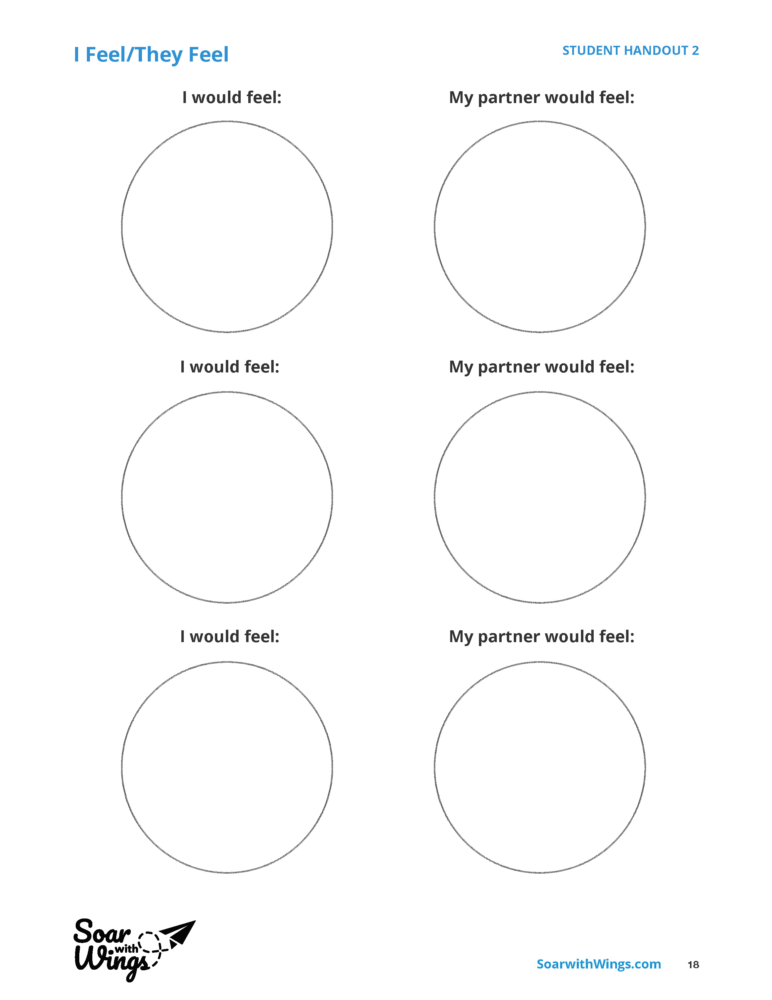 I Feel/They Feel
STUDENT HANDOUT 2
I would feel:
My partner would feel:
I would feel:
My partner would feel:
I would feel:
My partner would feel:
Soar
with
Wings
SoarwithWings.com
18